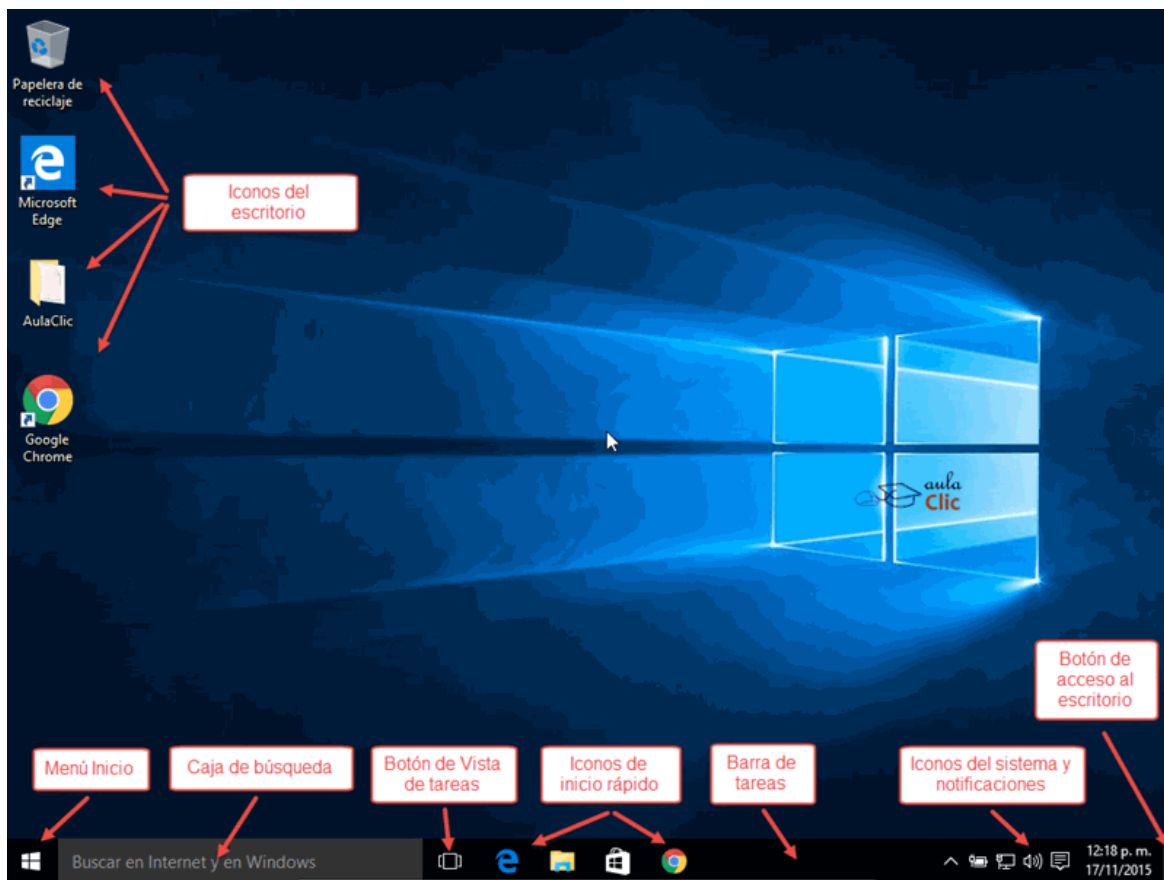 Papelera de
reciclaje
Microsoft
Edge
AulaClic
Google
Chrome
Iconos del
escritorio
aula
Clic
Botón de
acceso al
escritorio
Menú Inicio
Caja de búsqueda
Botón de Vista
de tareas
Iconos de
inicio rápido
Barra de
tareas
Iconos del sistema y
notificaciones
Buscar en Internet y en Windows
12:18 p. m.
17/11/2015